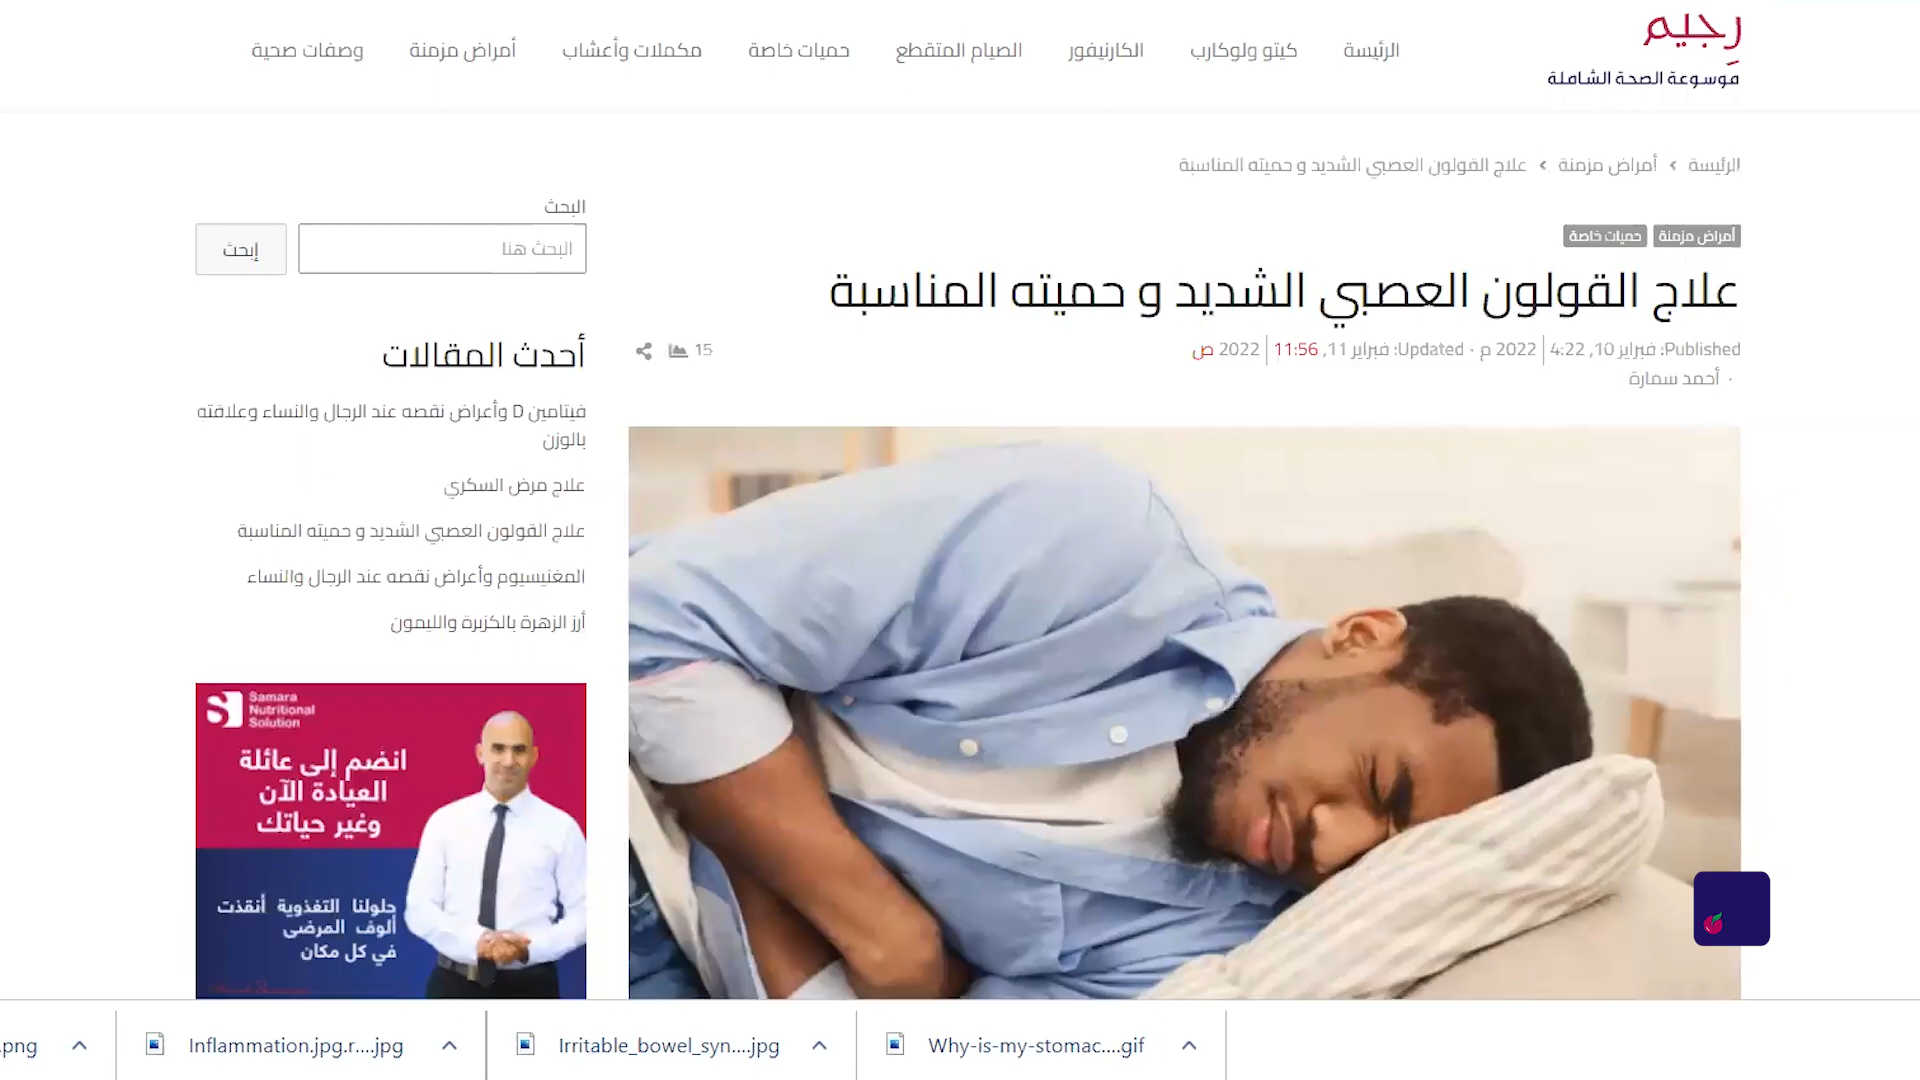 رجيم
موسوعة الصحة الشاملة
الرئيسة
كيتو ولوكارب
الكارنيفور
الصيام المتقطع
حميات خاصة
مكملات وأعشاب
أمراض مزمنة
وصفات صحية
الرئيسة › أمراض مزمنة › علاج القولون العصبي الشديد و حميته المناسبة
أمراض مزمنة
حميات خاصة
علاج القولون العصبي الشديد و حميته المناسبة
Published: فبراير 10, 2022 | 4:22 م · Updated: فبراير 11, 2022 | 11:56 ص
· أحمد سمارة
15
البحث
البحث هنا
إبحث
أحدث المقالات
فيتامين D وأعراض نقصه عند الرجال والنساء وعلاقته
بالوزن
علاج مرض السكري
علاج القولون العصبي الشديد و حميته المناسبة
المغنيسيوم وأعراض نقصه عند الرجال والنساء
أرز الزهرة بالكزبرة والليمون
Samara
Nutritional
Solution
انضم إلى عائلة
العيادة الآن
وغير حياتك
حلولنا التغذوية أنقذت
ألوف المرضى
في كل مكان
.png
Inflammation.jpg.r....jpg
Irritable_bowel_syn....jpg
Why-is-my-stomac....gif